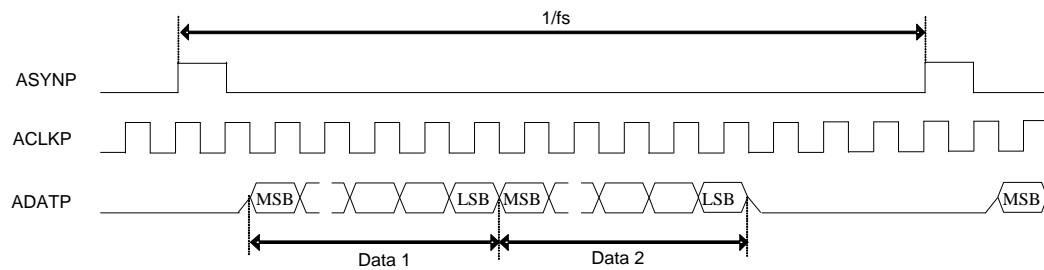 1/fs
ASYNP
ACLKP
ADATP MSB LSB MSB LSB MSB
Data 1 Data 2